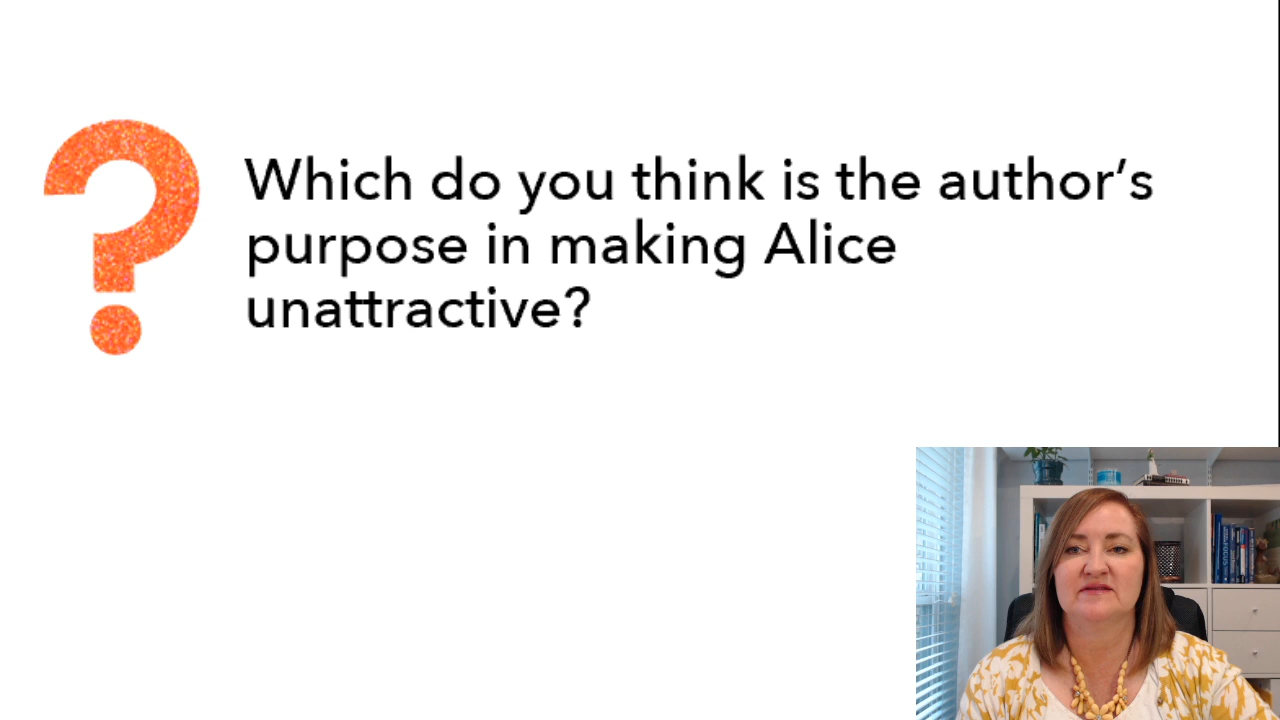 Which do you think is the author’s
purpose in making Alice
unattractive?